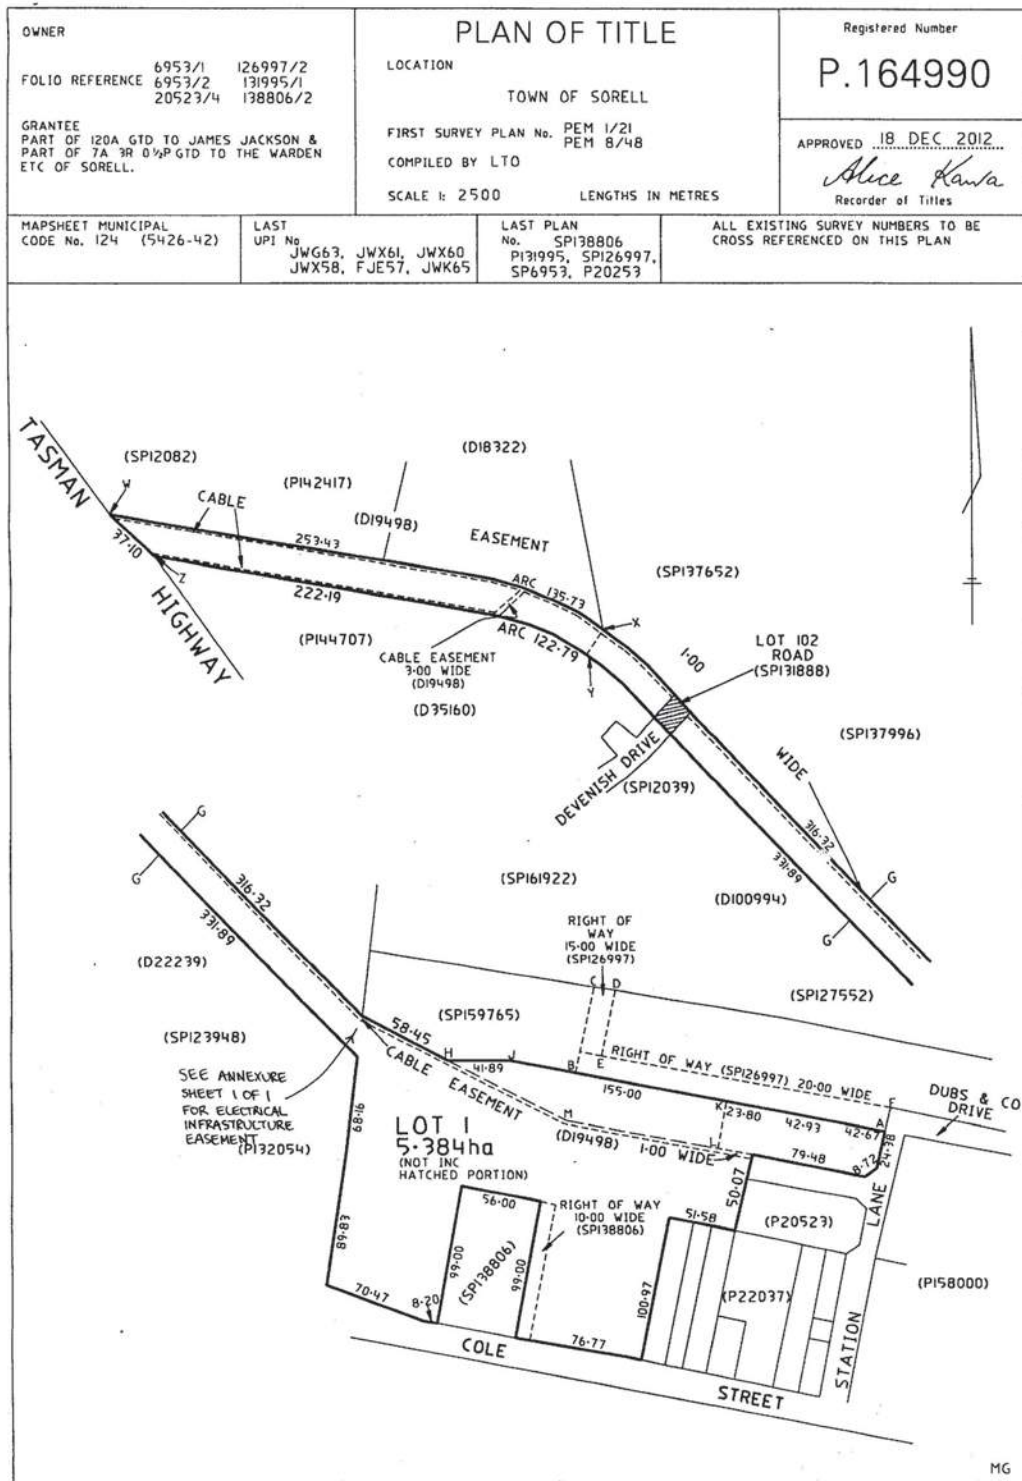 OWNER
FOLIO REFERENCE
6953/1 126997/2
6953/2 131995/1
20523/4 138806/2
GRANTEE
PART OF 120A GTD TO JAMES JACKSON &
PART OF 7A 3R 0½P GTD TO THE WARDEN
ETC OF SORELL.
PLAN OF TITLE
LOCATION
TOWN OF SORELL
FIRST SURVEY PLAN No. PEM 1/21
PEM 8/48
COMPILED BY LTO
SCALE 1: 2500 LENGTHS IN METRES
Registered Number
P.164990
APPROVED 18 DEC 2012
Alice Kawa
Recorder of Titles
MAPSHEET MUNICIPAL
CODE No. 124 (5426-42)
LAST
UPI No
JWG63, JWX61, JWX60
JWX58, FJE57, JWK65
LAST PLAN
No. SP138806
P131995, SP126997,
SP6953, P20253
ALL EXISTING SURVEY NUMBERS TO BE
CROSS REFERENCED ON THIS PLAN
TASMAN
HIGHWAY
(SP12082)
W
CABLE
(P142417)
(D18322)
(D19498)
EASEMENT
37·10
253·43
Z
222·19
ARC 135·73
(SP137652)
X
(P144707)
ARC 122·79
CABLE EASEMENT
3·00 WIDE
(D19498)
Y
1·00
LOT 102
ROAD
(SP131888)
(D35160)
DEVENISH DRIVE
(SP12039)
WIDE
(SP137996)
316·32
331·89
G
G
(D100994)
G
G
316·32
331·89
(SP161922)
RIGHT OF
WAY
15·00 WIDE
(SP126997)
C D
(D22239)
(SP127552)
(SP123948)
58·45
(SP159765)
H
J
41·89
CABLE EASEMENT
B
E
RIGHT OF WAY (SP126997) 20·00 WIDE
155·00
DUBS & CO
DRIVE
F
SEE ANNEXURE
SHEET 1 OF 1
FOR ELECTRICAL
INFRASTRUCTURE
EASEMENT
(P132054)
68·16
M
K
23·80
42·93
42·67
A
24·38
(D19498)
L
1·00 WIDE
79·48
8·72
LOT 1
5·384ha
(NOT INC
HATCHED PORTION)
50·07
56·00
RIGHT OF WAY
10·00 WIDE
(SP138806)
51·58
(P20523)
STATION LANE
89·83
99·00
(SP138806)
99·00
(P22037)
(P158000)
70·47
8·20
100·97
76·77
COLE STREET
MG